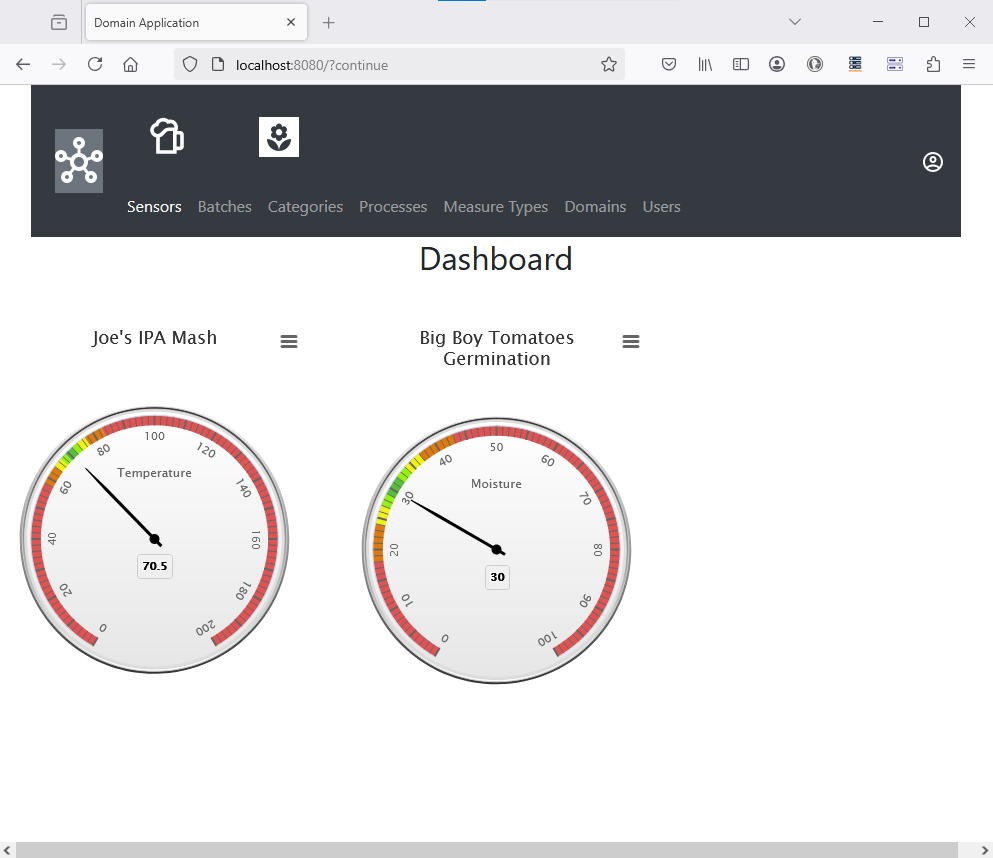 Domain Application
localhost:8080/?continue
Sensors Batches Categories Processes Measure Types Domains Users
Dashboard
Joe's IPA Mash
0 20 40 60 80 100 120 140 160 180 200
Temperature
70.5
Big Boy Tomatoes
Germination
0 10 20 30 40 50 60 70 80 90 100
Moisture
30